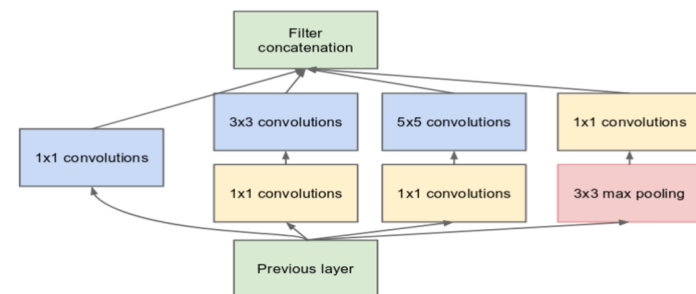 Filter
concatenation
3x3 convolutions
5x5 convolutions
1x1 convolutions
1x1 convolutions
1x1 convolutions
1x1 convolutions
3x3 max pooling
Previous layer